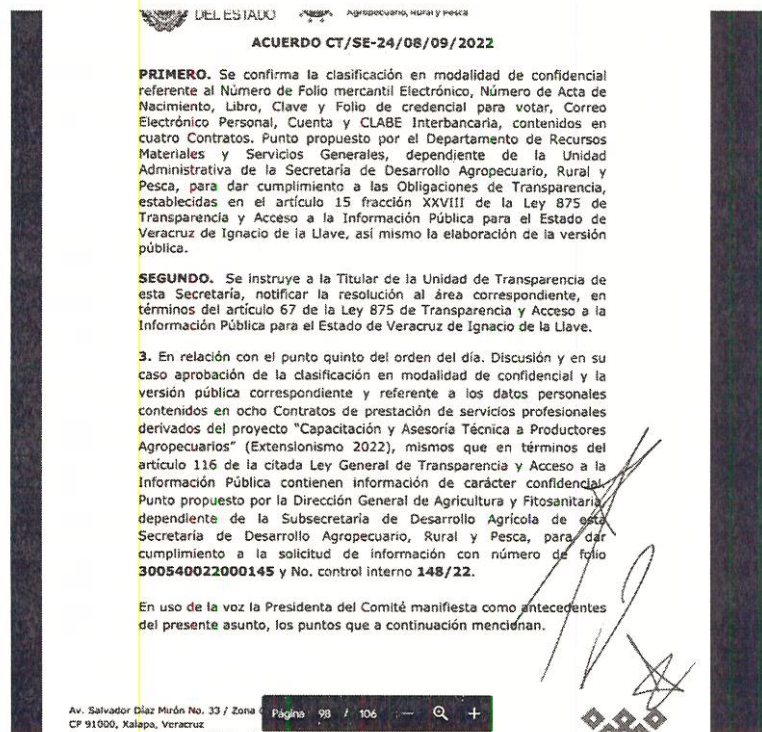 DEL ESTADO
Agropecuario, Rural y Pesca
ACUERDO CT/SE-24/08/09/2022
PRIMERO. Se confirma la clasificación en modalidad de confidencial
referente al Número de Folio mercantil Electrónico, Número de Acta de
Nacimiento, Libro, Clave y Folio de credencial para votar, Correo
Electrónico Personal, Cuenta y CLABE Interbancaria, contenidos en
cuatro Contratos. Punto propuesto por el Departamento de Recursos
Materiales y Servicios Generales, dependiente de la Unidad
Administrativa de la Secretaría de Desarrollo Agropecuario, Rural y
Pesca, para dar cumplimiento a las Obligaciones de Transparencia,
establecidas en el artículo 15 fracción XXVIII de la Ley 875 de
Transparencia y Acceso a la Información Pública para el Estado de
Veracruz de Ignacio de la Llave, así mismo la elaboración de la versión
pública.
SEGUNDO. Se instruye a la Titular de la Unidad de Transparencia de
esta Secretaría, notificar la resolución al área correspondiente, en
términos del artículo 67 de la Ley 875 de Transparencia y Acceso a la
Información Pública para el Estado de Veracruz de Ignacio de la Llave.
3. En relación con el punto quinto del orden del día. Discusión y en su
caso aprobación de la clasificación en modalidad de confidencial y la
versión pública correspondiente y referente a los datos personales
contenidos en ocho Contratos de prestación de servicios profesionales
derivados del proyecto "Capacitación y Asesoría Técnica a Productores
Agropecuarios" (Extensionismo 2022), mismos que en términos del
artículo 116 de la citada Ley General de Transparencia y Acceso a la
Información Pública contienen información de carácter confidencial.
Punto propuesto por la Dirección General de Agricultura y Fitosanitaria,
dependiente de la Subsecretaria de Desarrollo Agrícola de esta
Secretaría de Desarrollo Agropecuario, Rural y Pesca, para dar
cumplimiento a la solicitud de información con número de folio
300540022000145 y No. control interno 148/22.
En uso de la voz la Presidenta del Comité manifiesta como antecedentes
del presente asunto, los puntos que a continuación mencionan.
Av. Salvador Díaz Mirón No. 33 / Zona
CP 91000, Xalapa, Veracruz
Página 98 / 106 — +